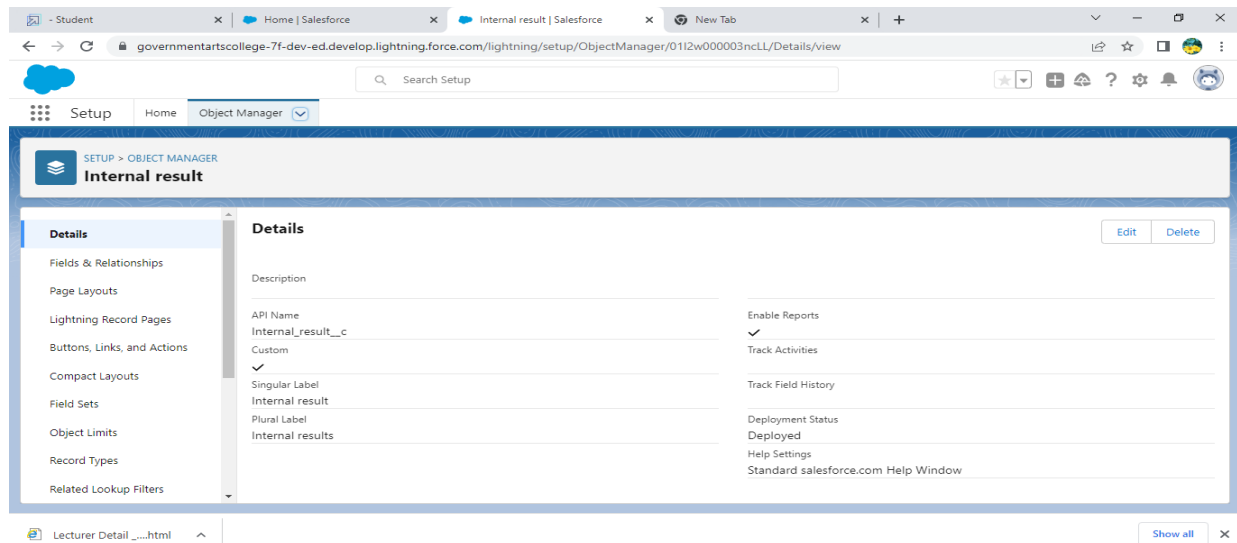 - Student
Home | Salesforce
Internal result | Salesforce
New Tab
governmentartscollege-7f-dev-ed.develop.lightning.force.com/lightning/setup/ObjectManager/01I2w000003ncLL/Details/view
Search Setup
Setup
Home
Object Manager
SETUP > OBJECT MANAGER
Internal result
Details
Fields & Relationships
Page Layouts
Lightning Record Pages
Buttons, Links, and Actions
Compact Layouts
Field Sets
Object Limits
Record Types
Related Lookup Filters
Details
Edit
Delete
Description
API Name
Internal_result__c
Custom
Singular Label
Internal result
Plural Label
Internal results
Enable Reports
Track Activities
Track Field History
Deployment Status
Deployed
Help Settings
Standard salesforce.com Help Window
Lecturer Detail _....html
Show all